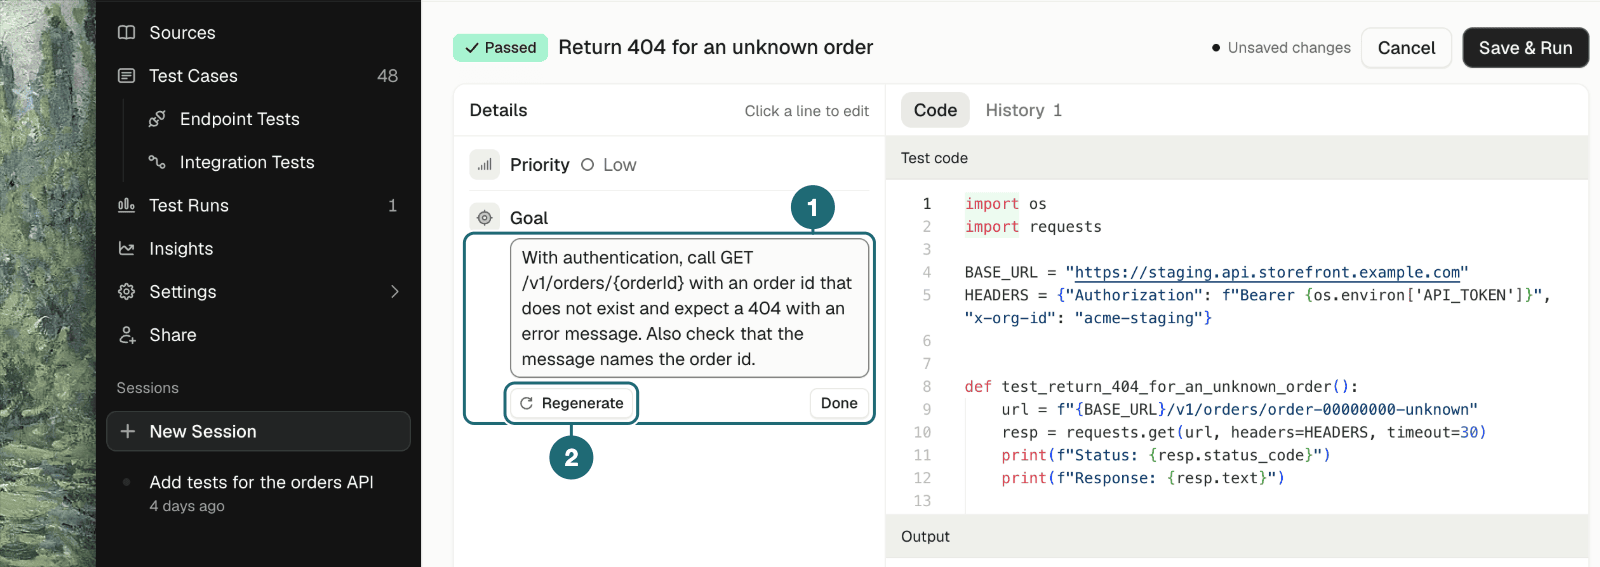 Sources
Test Cases 48
Endpoint Tests
Integration Tests
Test Runs 1
Insights
Settings
Share
Sessions
New Session
Add tests for the orders API
4 days ago
Passed
Return 404 for an unknown order
Unsaved changes
Cancel
Save & Run
Details
Click a line to edit
Priority Low
Goal
1
With authentication, call GET
/v1/orders/{orderId} with an order id that
does not exist and expect a 404 with an
error message. Also check that the
message names the order id.
Regenerate
Done
2
Code
History 1
Test code
1 import os
2 import requests
3
4 BASE_URL = "https://staging.api.storefront.example.com"
5 HEADERS = {"Authorization": f"Bearer {os.environ['API_TOKEN']}",
"x-org-id": "acme-staging"}
6
7
8 def test_return_404_for_an_unknown_order():
9 url = f"{BASE_URL}/v1/orders/order-00000000-unknown"
10 resp = requests.get(url, headers=HEADERS, timeout=30)
11 print(f"Status: {resp.status_code}")
12 print(f"Response: {resp.text}")
13
Output